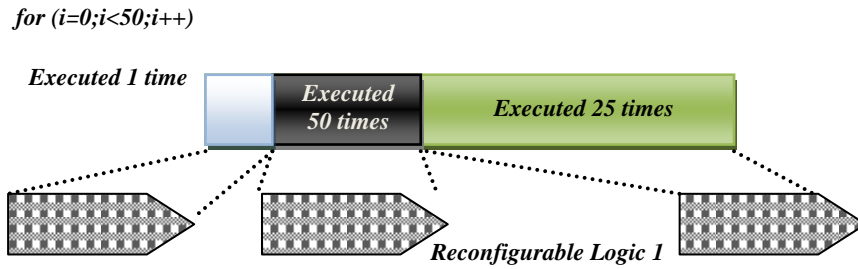 for (i=0;i<50;i++)
Executed 1 time
Executed
50 times
Executed 25 times
Reconfigurable Logic 1